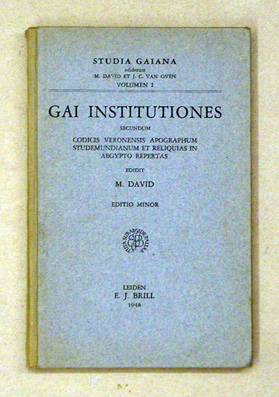 STUDIA GAIANA
ediderunt
M. DAVID ET J. C. VAN OVEN
VOLUMEN I
GAI INSTITUTIONES
SECUNDUM
CODICIS VERONENSIS APOGRAPHUM
STUDEMUNDIANUM ET RELIQUIAS IN
AEGYPTO REPERTAS
EDIDIT
M. DAVID
EDITIO MINOR
LEIDEN
E. J. BRILL
1948